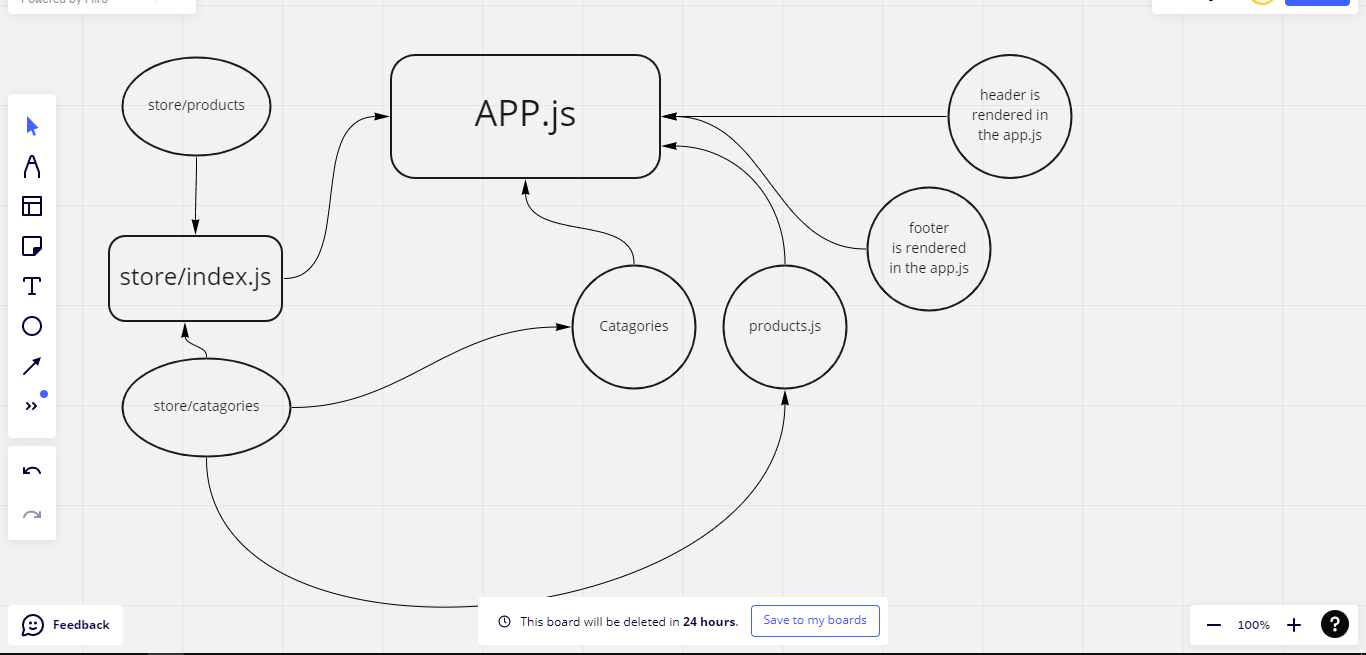 Powered by Miro
store/products
APP.js
header is
rendered in
the app.js
footer
is rendered
in the app.js
store/index.js
Catagories
products.js
store/catagories
This board will be deleted in 24 hours.
Save to my boards
Feedback
100%
?